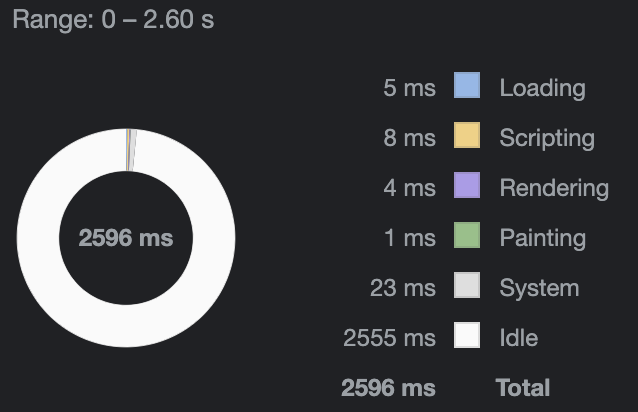 Range: 0 – 2.60 s
5 ms Loading
8 ms Scripting
4 ms Rendering
2596 ms
1 ms Painting
23 ms System
2555 ms Idle
2596 ms Total